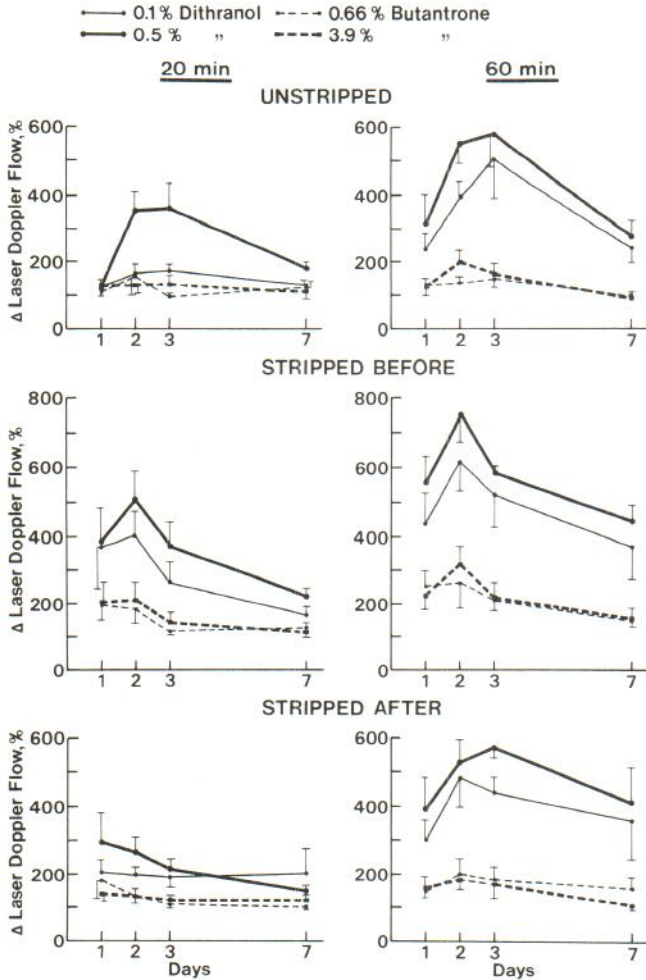 0.1% Dithranol 0.66% Butantrone
0.5% „ 3.9% „
20 min 60 min
UNSTRIPPED
Δ Laser Doppler Flow, %
600
400
200
0
1 2 3 7
600
400
200
0
1 2 3 7
STRIPPED BEFORE
Δ Laser Doppler Flow, %
800
600
400
200
0
1 2 3 7
800
600
400
200
0
1 2 3 7
STRIPPED AFTER
Δ Laser Doppler Flow, %
600
400
200
0
1 2 3 7
Days
600
400
200
0
1 2 3 7
Days